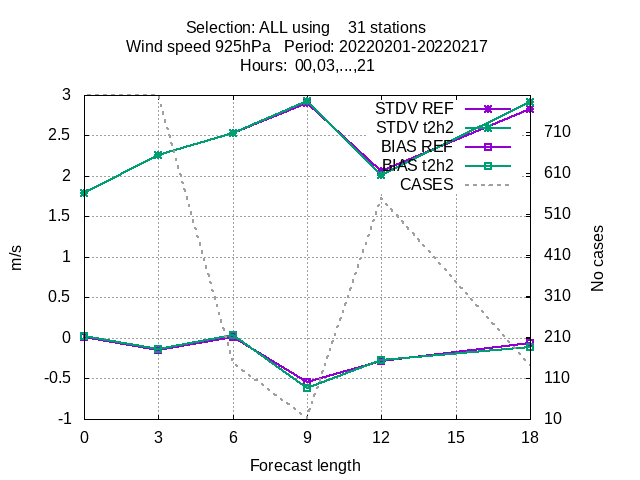 Selection: ALL using    31 stations
Wind speed 925hPa   Period: 20220201-20220217
Hours:  00,03,...,21
STDV REF
STDV t2h2
BIAS REF
BIAS t2h2
CASES
3
2.5
2
1.5
1
0.5
0
-0.5
-1
m/s
710
610
510
410
310
210
110
10
No cases
0 3 6 9 12 15 18
Forecast length